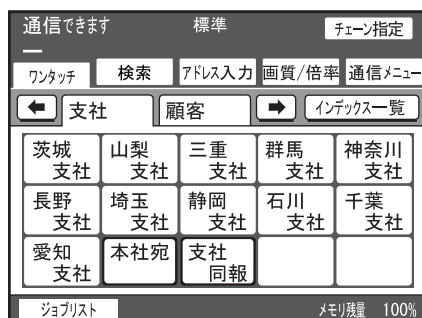 通信できます 標準 チェーン指定
ワンタッチ 検索 アドレス入力 画質/倍率 通信メニュー
支社 顧客 インデックス一覧
茨城 山梨 三重 群馬 神奈川
支社 支社 支社 支社 支社
長野 埼玉 静岡 石川 千葉
支社 支社 支社 支社 支社
愛知 本社宛 支社
支社 同報
ジョブリスト メモリ残量 100%